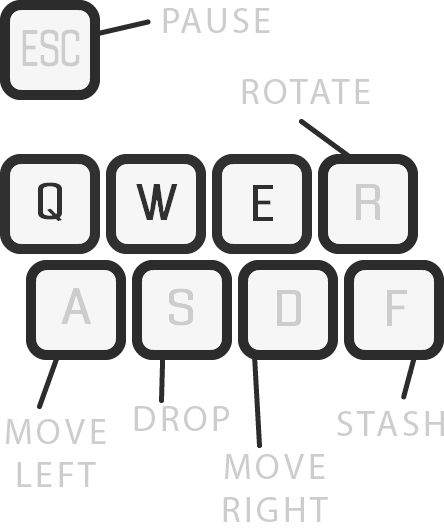 ESC PAUSE
ROTATE
Q W E R
A S D F
MOVE
LEFT
DROP
MOVE
RIGHT
STASH